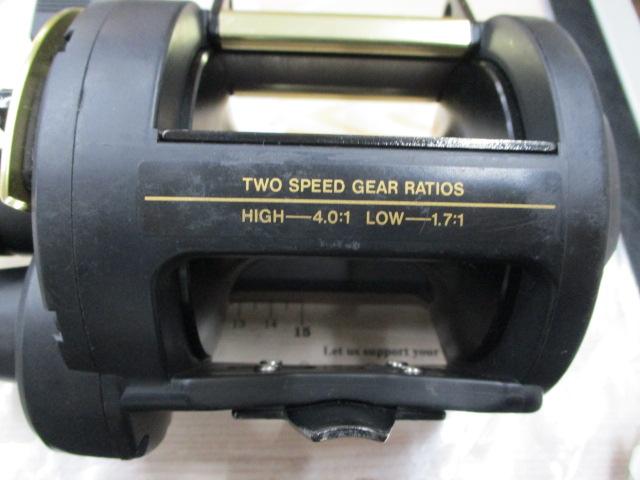 TWO SPEED GEAR RATIOS
HIGH—4.0:1 LOW—1.7:1
13 14 15
Let us support your